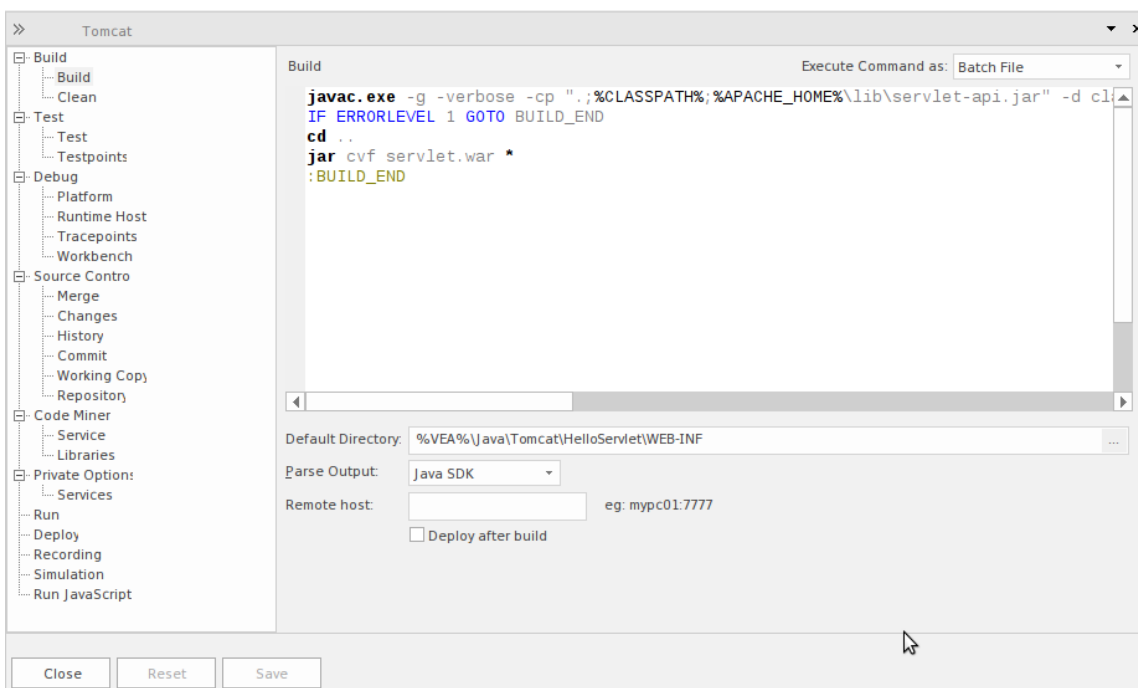 Tomcat
Build
Build
Clean
Test
Test
Testpoints
Debug
Platform
Runtime Host
Tracepoints
Workbench
Source Contro
Merge
Changes
History
Commit
Working Copy
Repository
Code Miner
Service
Libraries
Private Options
Services
Run
Deploy
Recording
Simulation
Run JavaScript
Build
Execute Command as: Batch File
javac.exe -g -verbose -cp ".;%CLASSPATH%;%APACHE_HOME%\lib\servlet-api.jar" -d cl
IF ERRORLEVEL 1 GOTO BUILD_END
cd ..
jar cvf servlet.war *
:BUILD_END
Default Directory: %VEA%\Java\Tomcat\HelloServlet\WEB-INF ...
Parse Output: Java SDK
Remote host: eg: mypc01:7777
Deploy after build
Close Reset Save